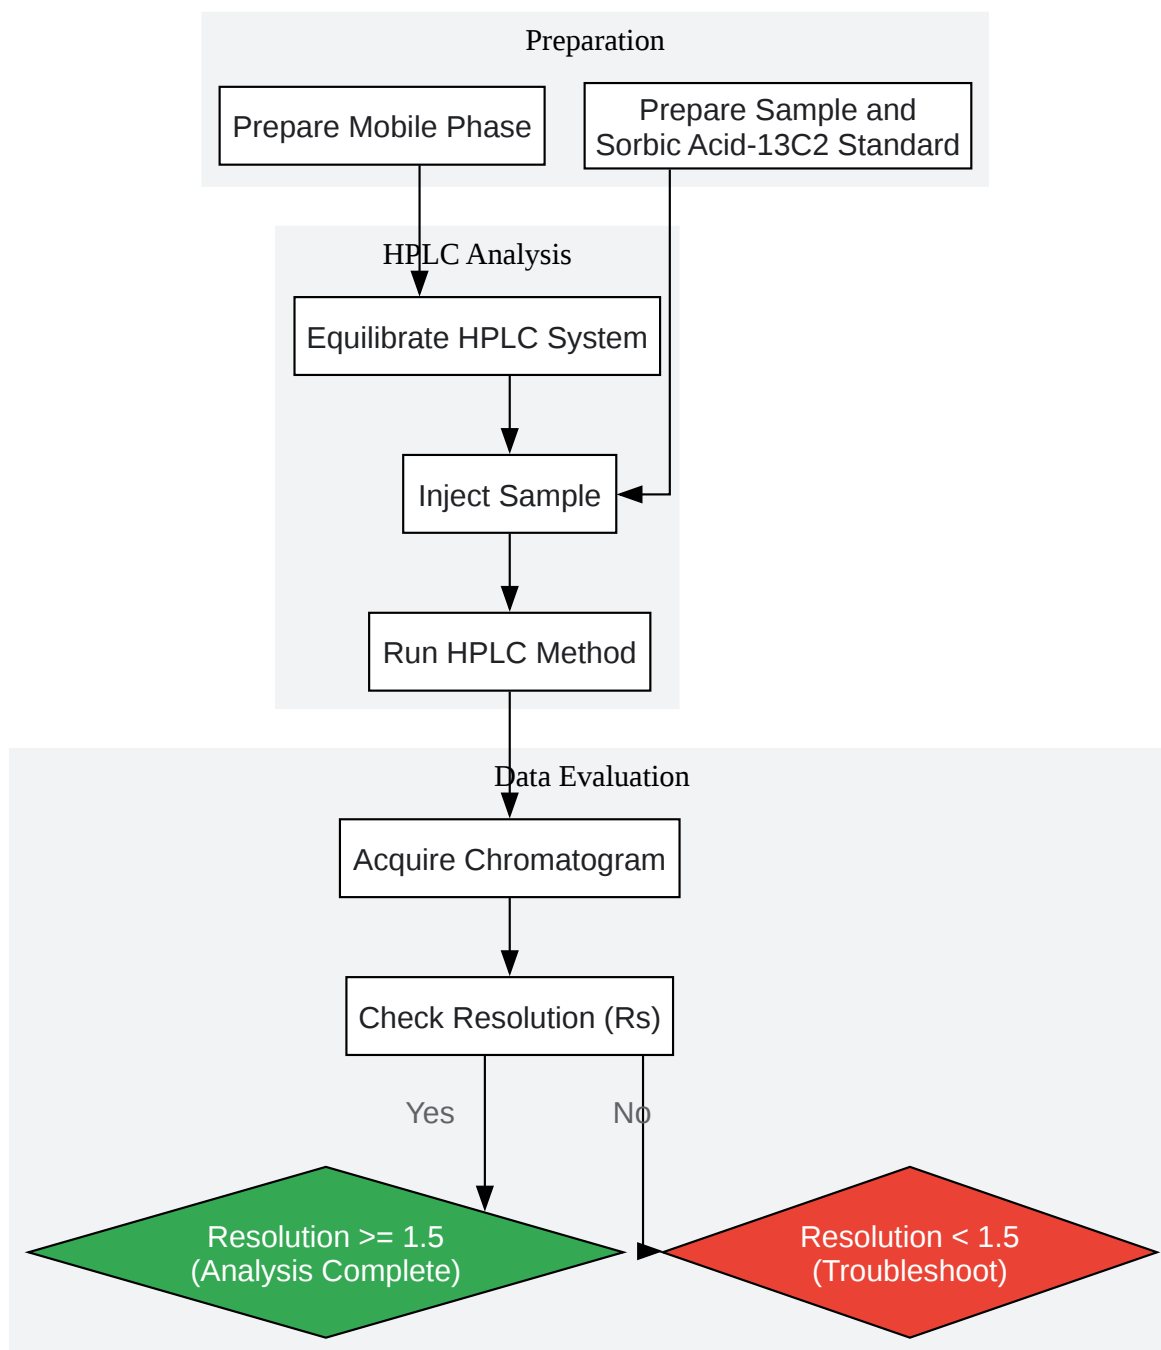 Preparation
Prepare Mobile Phase
Prepare Sample and
Sorbic Acid-13C2 Standard
HPLC Analysis
Equilibrate HPLC System
Inject Sample
Run HPLC Method
Data Evaluation
Acquire Chromatogram
Check Resolution (Rs)
Yes
No
Resolution >= 1.5
(Analysis Complete)
Resolution < 1.5
(Troubleshoot)